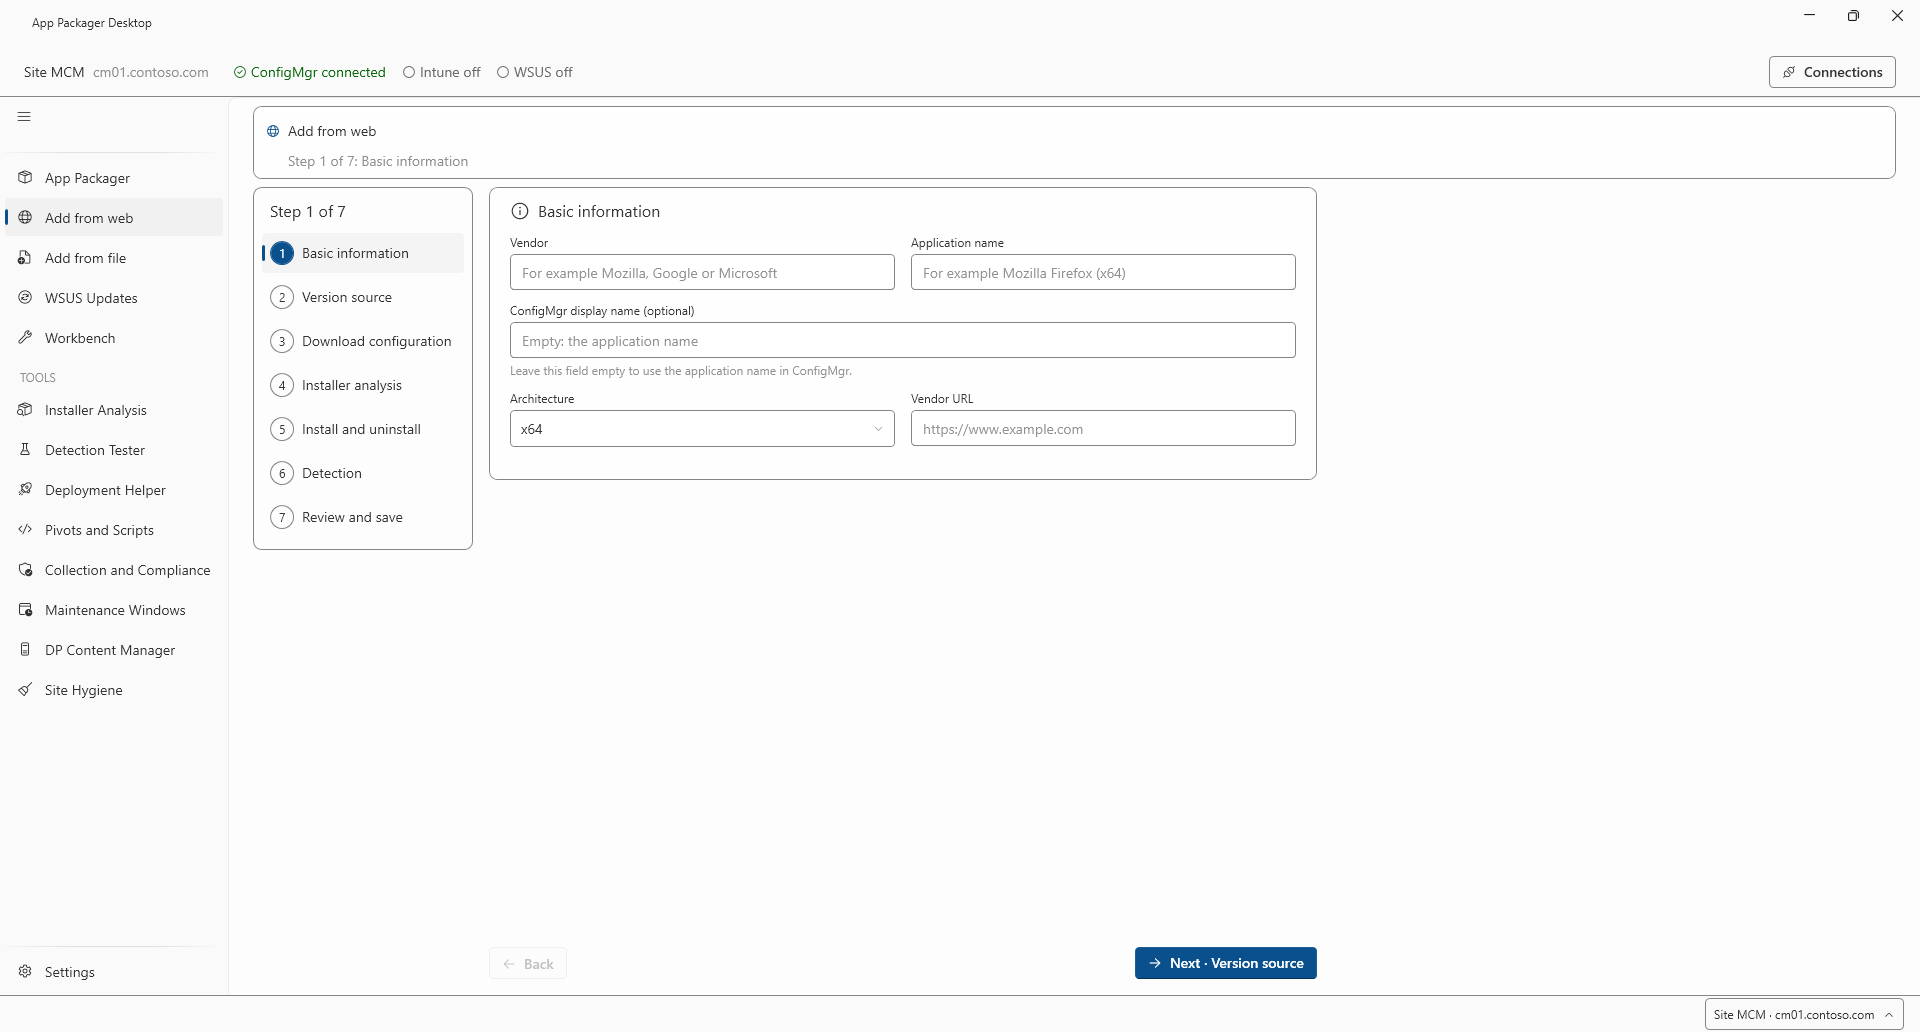 App Packager Desktop
Site MCM cm01.contoso.com ConfigMgr connected Intune off WSUS off Connections
App Packager
Add from web
Add from file
WSUS Updates
Workbench
TOOLS
Installer Analysis
Detection Tester
Deployment Helper
Pivots and Scripts
Collection and Compliance
Maintenance Windows
DP Content Manager
Site Hygiene
Settings
Add from web
Step 1 of 7: Basic information
Step 1 of 7
1 Basic information
2 Version source
3 Download configuration
4 Installer analysis
5 Install and uninstall
6 Detection
7 Review and save
Basic information
Vendor Application name
For example Mozilla, Google or Microsoft For example Mozilla Firefox (x64)
ConfigMgr display name (optional)
Empty: the application name
Leave this field empty to use the application name in ConfigMgr.
Architecture Vendor URL
x64 https://www.example.com
Back Next · Version source
Site MCM · cm01.contoso.com